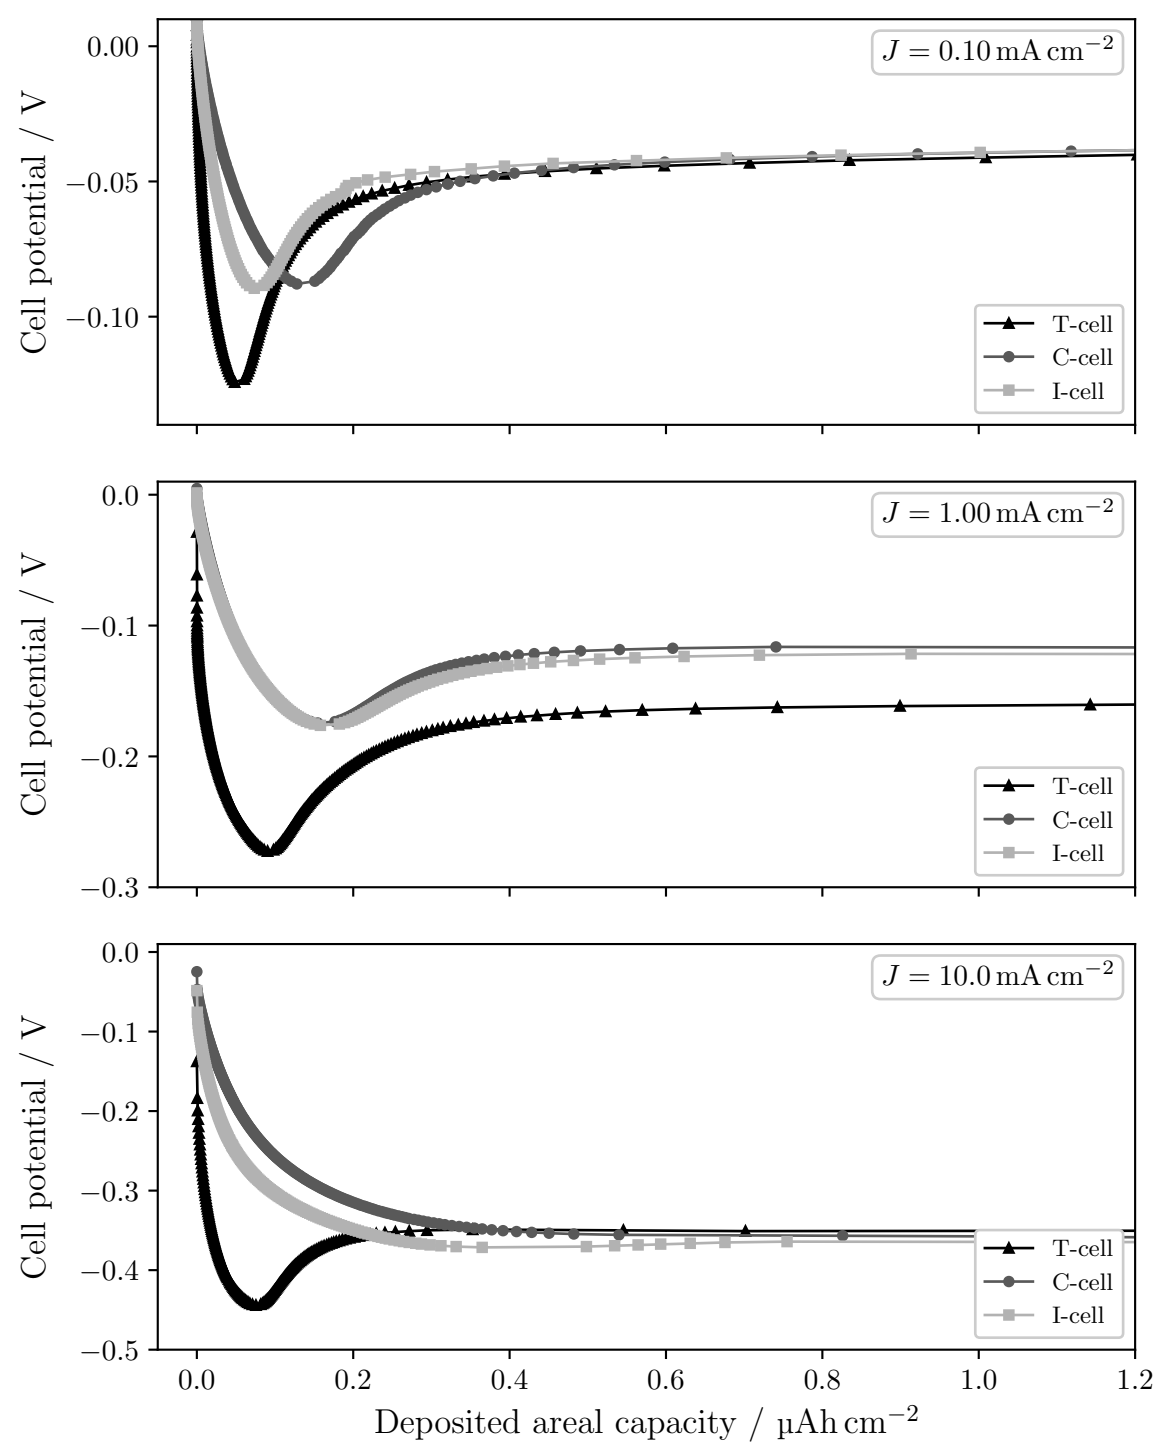 J = 0.10 mA cm−2
0.00
−0.05
−0.10
Cell potential / V
T-cell
C-cell
I-cell
J = 1.00 mA cm−2
0.0
−0.1
−0.2
−0.3
Cell potential / V
T-cell
C-cell
I-cell
J = 10.0 mA cm−2
0.0
−0.1
−0.2
−0.3
−0.4
−0.5
Cell potential / V
T-cell
C-cell
I-cell
0.0 0.2 0.4 0.6 0.8 1.0 1.2
Deposited areal capacity / µAh cm−2